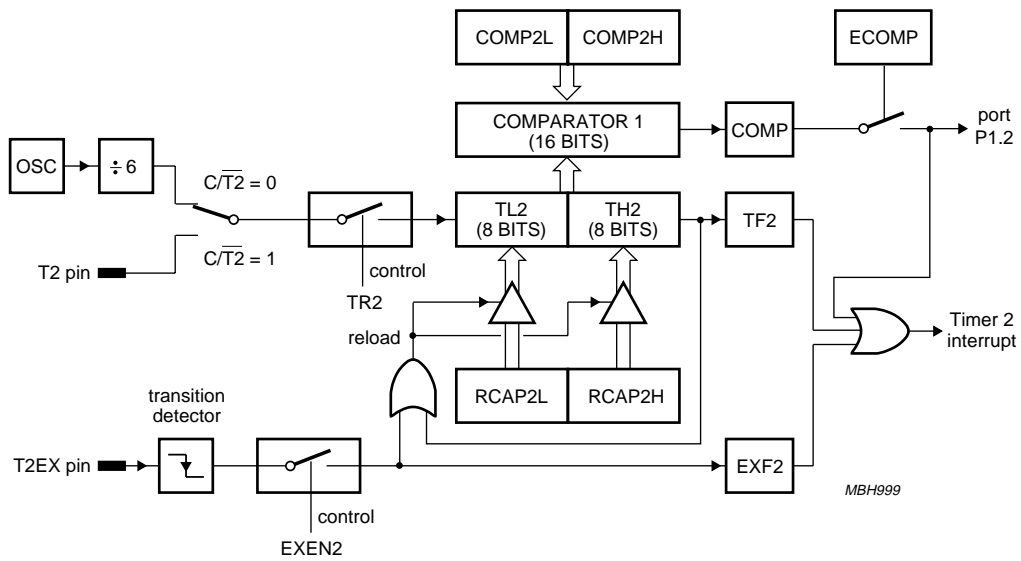 COMP2L
COMP2H
ECOMP
COMPARATOR 1
(16 BITS)
COMP
port
P1.2
OSC
÷ 6
C/T̅2̅ = 0
C/T̅2̅ = 1
T2 pin
control
TR2
TL2
(8 BITS)
TH2
(8 BITS)
TF2
reload
Timer 2
interrupt
RCAP2L
RCAP2H
transition
detector
T2EX pin
EXF2
MBH999
control
EXEN2